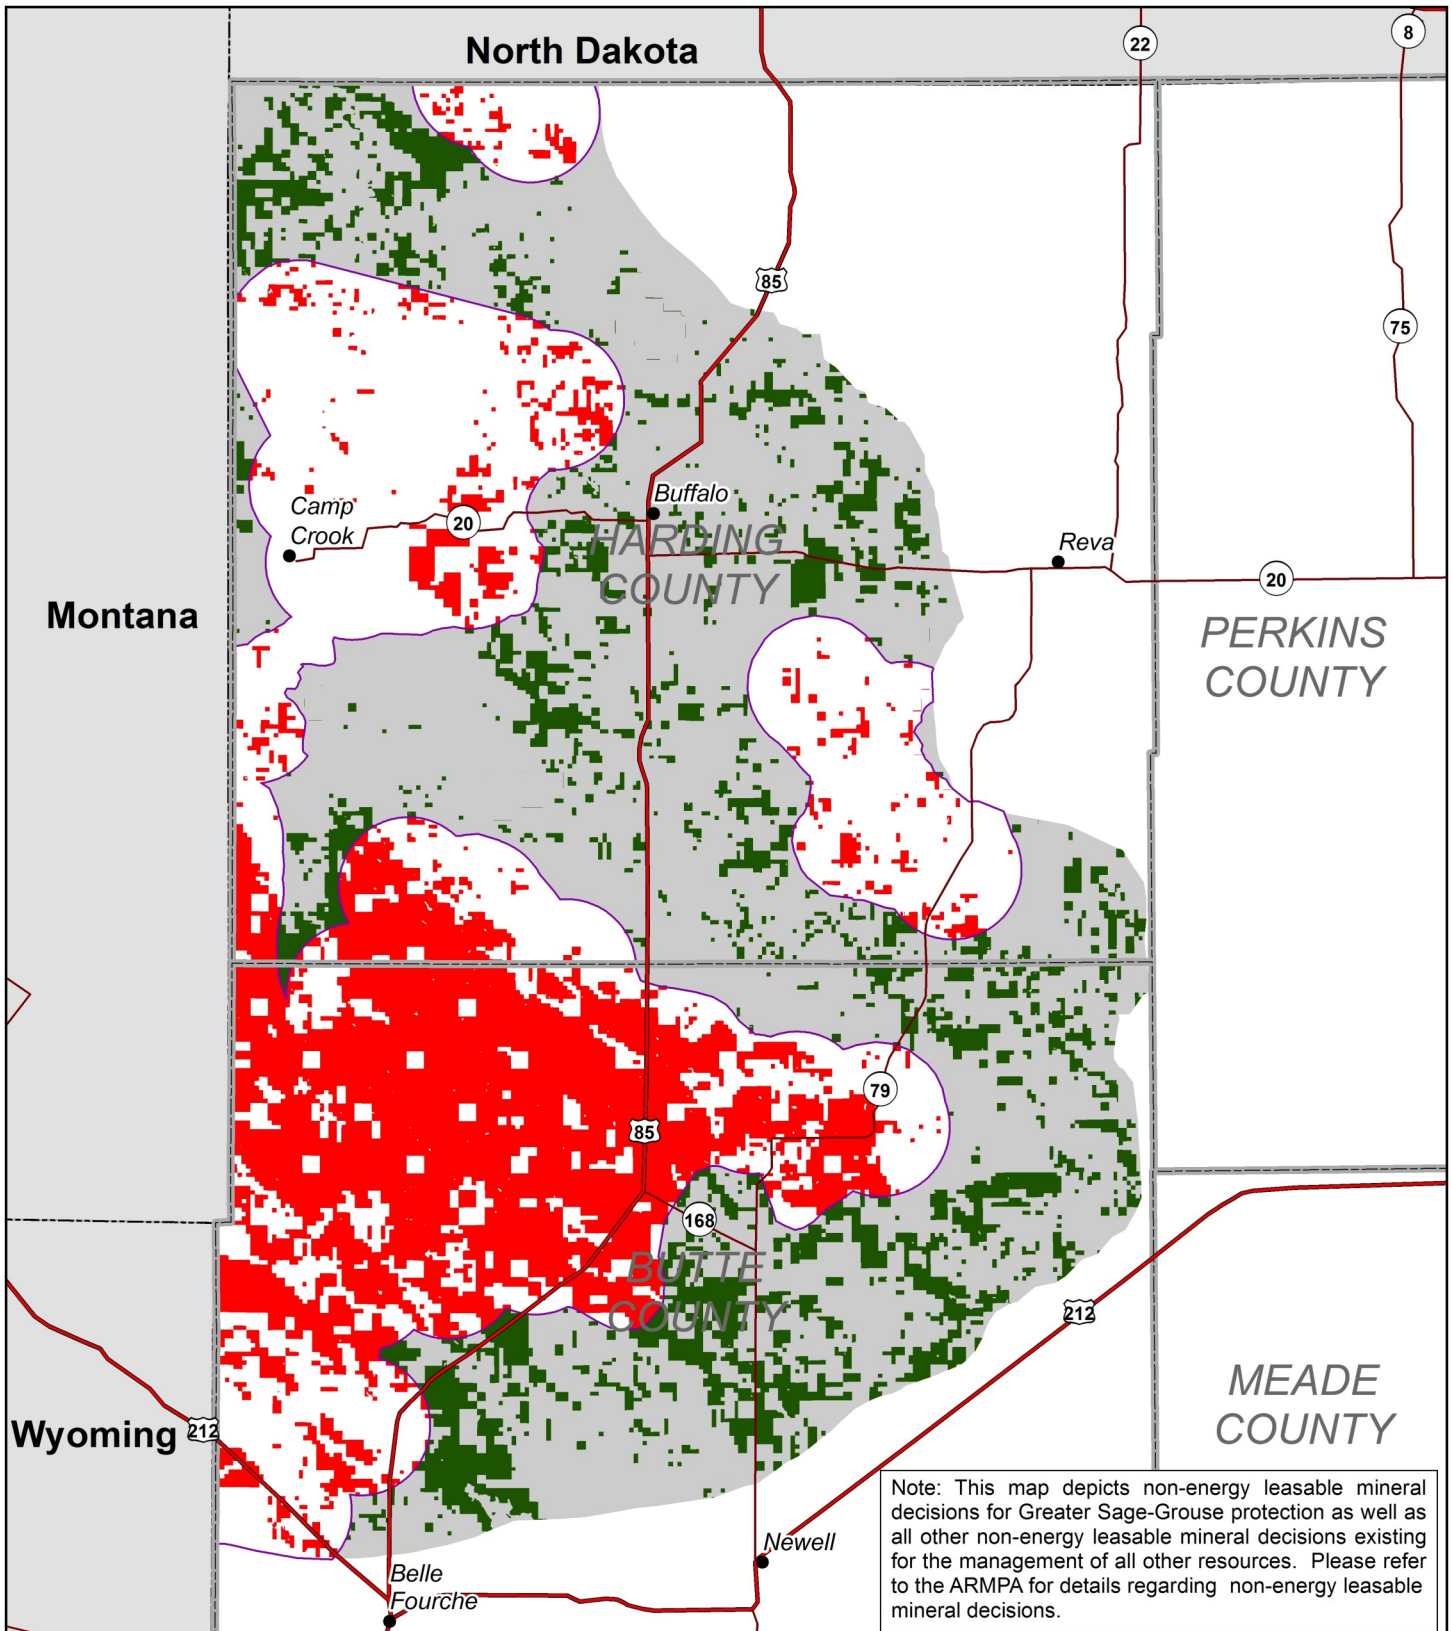 North Dakota
22
8
85
75
Camp
Crook
20
Buffalo
HARDING
COUNTY
Reva
20
Montana
PERKINS
COUNTY
79
85
168
BUTTE
COUNTY
212
MEADE
COUNTY
Wyoming
212
Note: This map depicts non-energy leasable mineral
decisions for Greater Sage-Grouse protection as well as
all other non-energy leasable mineral decisions existing
for the management of all other resources. Please refer
to the ARMPA for details regarding non-energy leasable
mineral decisions.
Newell
Belle
Fourche